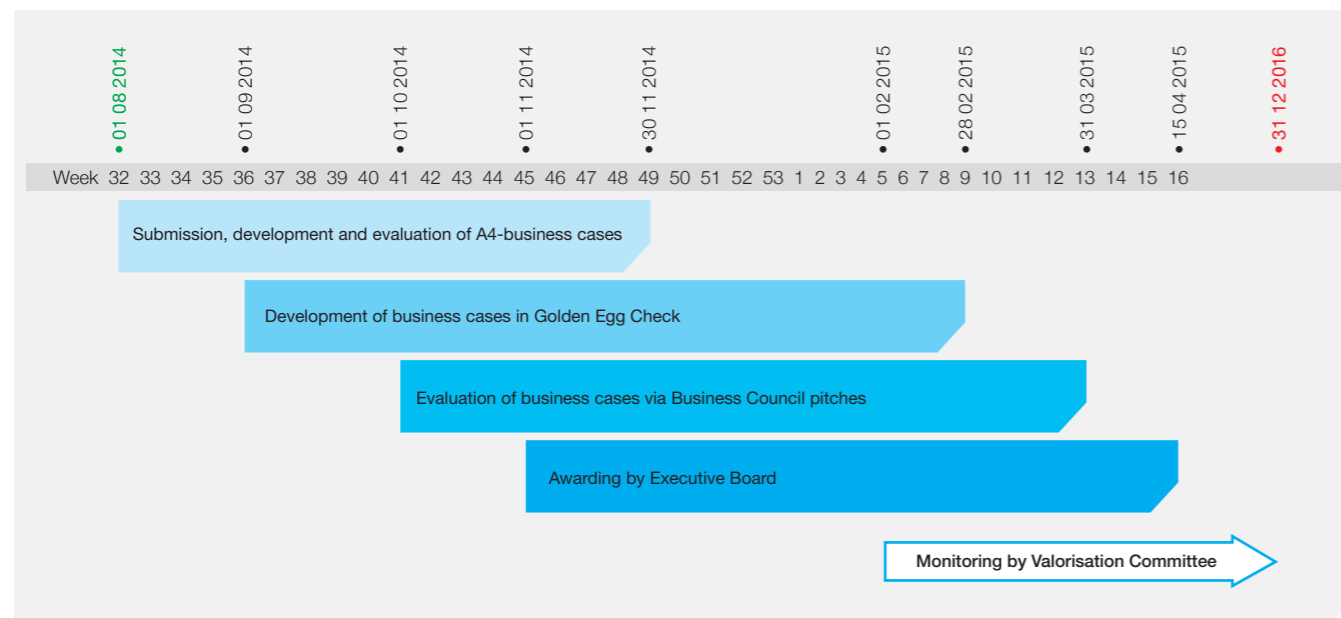 01 08 2014
01 09 2014
01 10 2014
01 11 2014
30 11 2014
01 02 2015
28 02 2015
31 03 2015
15 04 2015
31 12 2016
Week 32 33 34 35 36 37 38 39 40 41 42 43 44 45 46 47 48 49 50 51 52 53 1 2 3 4 5 6 7 8 9 10 11 12 13 14 15 16
Submission, development and evaluation of A4-business cases
Development of business cases in Golden Egg Check
Evaluation of business cases via Business Council pitches
Awarding by Executive Board
Monitoring by Valorisation Committee